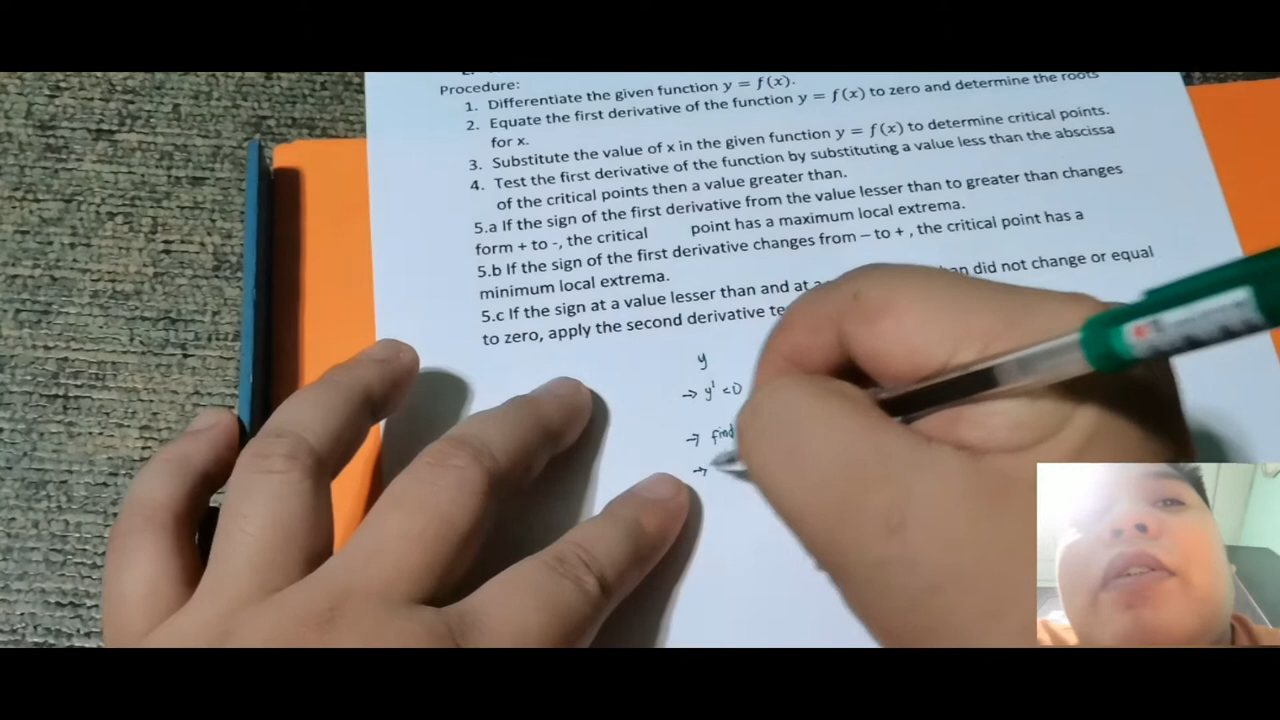 Procedure:
1. Differentiate the given function y = f(x).
2. Equate the first derivative of the function y = f(x) to zero and determine the roots
for x.
3. Substitute the value of x in the given function y = f(x) to determine critical points.
4. Test the first derivative of the function by substituting a value less than the abscissa
of the critical points then a value greater than.
5.a If the sign of the first derivative from the value lesser than to greater than changes
form + to -, the critical point has a maximum local extrema.
5.b If the sign of the first derivative changes from – to + , the critical point has a
minimum local extrema.
5.c If the sign at a value lesser than and at did not change or equal
to zero, apply the second derivative
y
→ y' <0
→ find
→